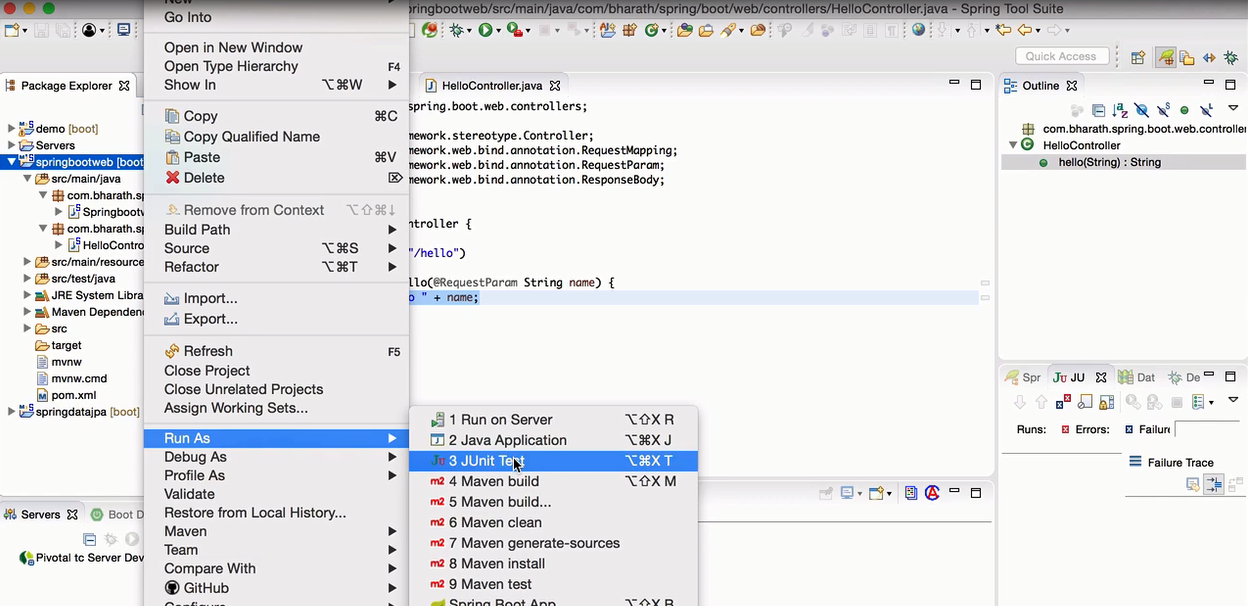 ringbootweb/src/main/java/com/bharath/spring/boot/web/controllers/HelloController.java - Spring Tool Suite
Quick Access
Package Explorer
demo [boot]
Servers
springbootweb [boot
src/main/java
com.bharath.sp
Springbootw
com.bharath.sp
HelloContro
src/main/resource
src/test/java
JRE System Libra
Maven Dependenc
src
target
mvnw
mvnw.cmd
pom.xml
springdatajpa [boot]
Servers
Boot D
Pivotal tc Server Dev
New
Go Into
Open in New Window
Open Type Hierarchy F4
Show In ⌥⌘W
Copy ⌘C
Copy Qualified Name
Paste ⌘V
Delete ⌦
Remove from Context ⌥⇧⌘↓
Build Path
Source ⌥⌘S
Refactor ⌥⌘T
Import...
Export...
Refresh F5
Close Project
Close Unrelated Projects
Assign Working Sets...
Run As
Debug As
Profile As
Validate
Restore from Local History...
Maven
Team
Compare With
GitHub
Configure
1 Run on Server ⌥⇧X R
2 Java Application ⌥⌘X J
3 JUnit Test ⌥⌘X T
4 Maven build ⌥⇧X M
5 Maven build...
6 Maven clean
7 Maven generate-sources
8 Maven install
9 Maven test
Spring Boot App ⌥⇧X B
HelloController.java
spring.boot.web.controllers;
mework.stereotype.Controller;
mework.web.bind.annotation.RequestMapping;
mework.web.bind.annotation.RequestParam;
mework.web.bind.annotation.ResponseBody;
ntroller {
"/hello")
llo(@RequestParam String name) {
o " + name;
Outline
com.bharath.spring.boot.web.controller
HelloController
hello(String) : String
Spr
JU JU
Dat
De
Runs:
Errors:
Failure
Failure Trace